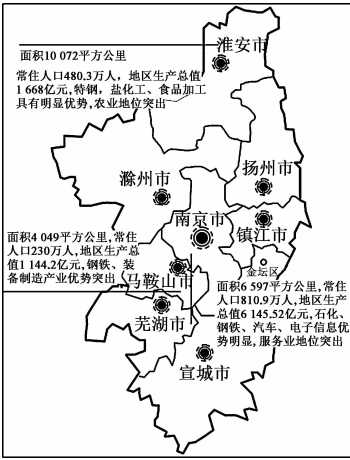 面积10 072平方公里
淮安市
常住人口480.3万人，地区生产总值
1 668亿元，特钢，盐化工、食品加工
具有明显优势，农业地位突出
扬州市
滁州市
南京市
镇江市
面积4 049平方公里，常住
人口230万人，地区生产总
值1 144.2亿元，钢铁、装
备制造产业优势突出
金坛区
马鞍山市
面积6 597平方公里，常住
人口810.9万人，地区生产
总值6 145.52亿元，石化、
钢铁、汽车、电子信息优
势明显，服务业地位突出
芜湖市
宣城市